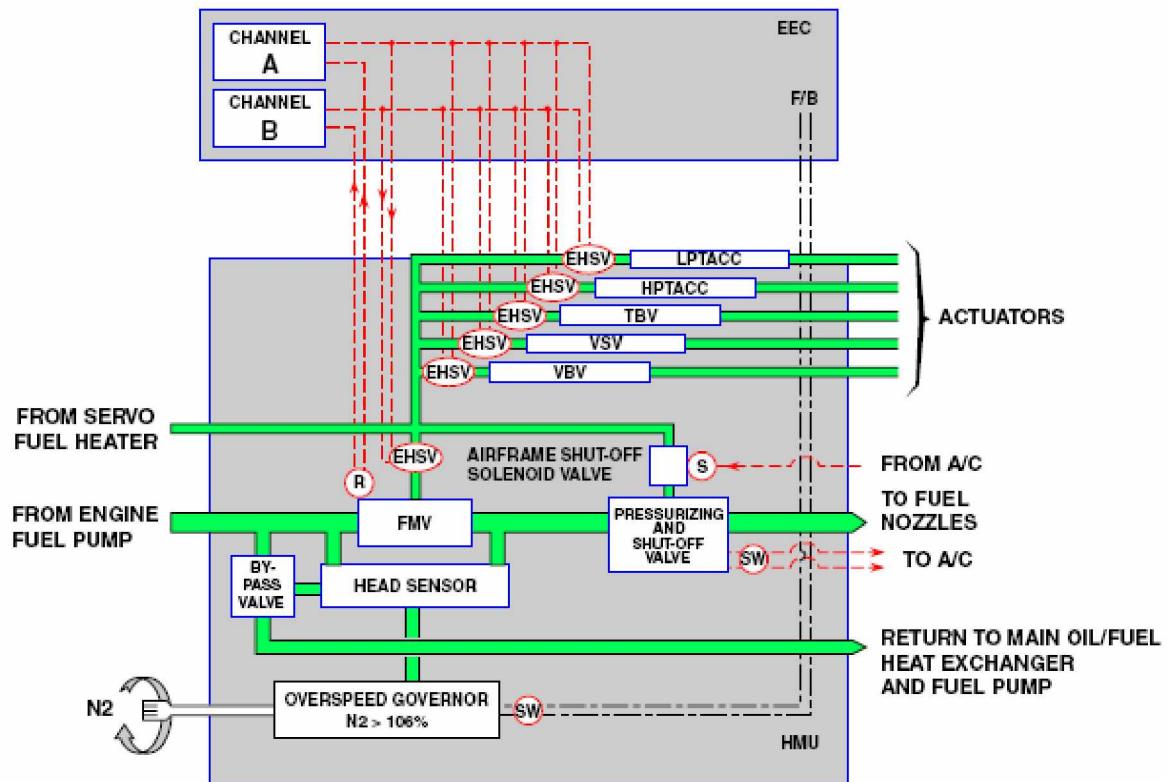 EEC
CHANNEL
A
CHANNEL
B
F/B
EHSV
LPTACC
EHSV
HPTACC
EHSV
TBV
EHSV
VSV
EHSV
VBV
ACTUATORS
FROM SERVO
FUEL HEATER
EHSV
AIRFRAME SHUT-OFF
SOLENOID VALVE
S
FROM A/C
R
FROM ENGINE
FUEL PUMP
FMV
PRESSURIZING
AND
SHUT-OFF
VALVE
TO FUEL
NOZZLES
SW
TO A/C
BY-
PASS
VALVE
HEAD SENSOR
RETURN TO MAIN OIL/FUEL
HEAT EXCHANGER
AND FUEL PUMP
N2
OVERSPEED GOVERNOR
N2 > 106%
SW
HMU